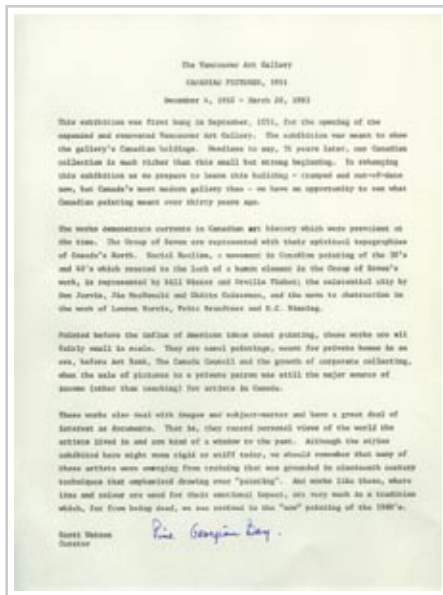 The Vancouver Art Gallery
CANADIAN PICTURES, 1951
December 4, 1982 - March 20, 1983
This exhibition was first hung in September, 1951, for the opening of the
expanded and renovated Vancouver Art Gallery. The exhibition was meant to show
the gallery's Canadian holdings. Needless to say, 31 years later, our Canadian
collection is much richer than this small but strong beginning. In rehanging
this exhibition as we prepare to leave this building - cramped and out-of-date
now, but Canada's most modern gallery then - we have an opportunity to see what
Canadian painting meant over thirty years ago.
The works demonstrate currents in Canadian art history which were prevalent at
the time. The Group of Seven are represented with their spiritual topographies
of Canada's North. Social Realism, a movement in Canadian painting of the 30's
and 40's which reacted to the lack of a human element in the Group of Seven's
work, is represented by Bill Weston and Orville Fisher; the existential city by
Don Jarvis, Jim MacDonald and Ghitta Caiserman, and the move to abstraction in
the work of Lawren Harris, Fritz Brandtner and B.C. Binning.
Painted before the influx of American ideas about painting, these works are all
fairly small in scale. They are easel paintings, meant for private homes in an
era, before Art Bank, The Canada Council and the growth of corporate collecting,
when the sale of pictures to a private patron was still the major source of
income (other than teaching) for artists in Canada.
These works also deal with images and subject-matter and have a great deal of
interest as documents. That is, they record personal views of the world the
artists lived in and are kind of a window to the past. Although the styles
exhibited here might seem rigid or stiff today, we should remember that many of
these artists were emerging from training that was grounded in nineteenth century
techniques that emphasized drawing over "painting". And works like these, where
line and colour are used for their emotional impact, are very much in a tradition
which, far from being dead, we see revived in the "new" painting of the 1980's.
Scott Watson
Curator
Pine Georgian Bay.